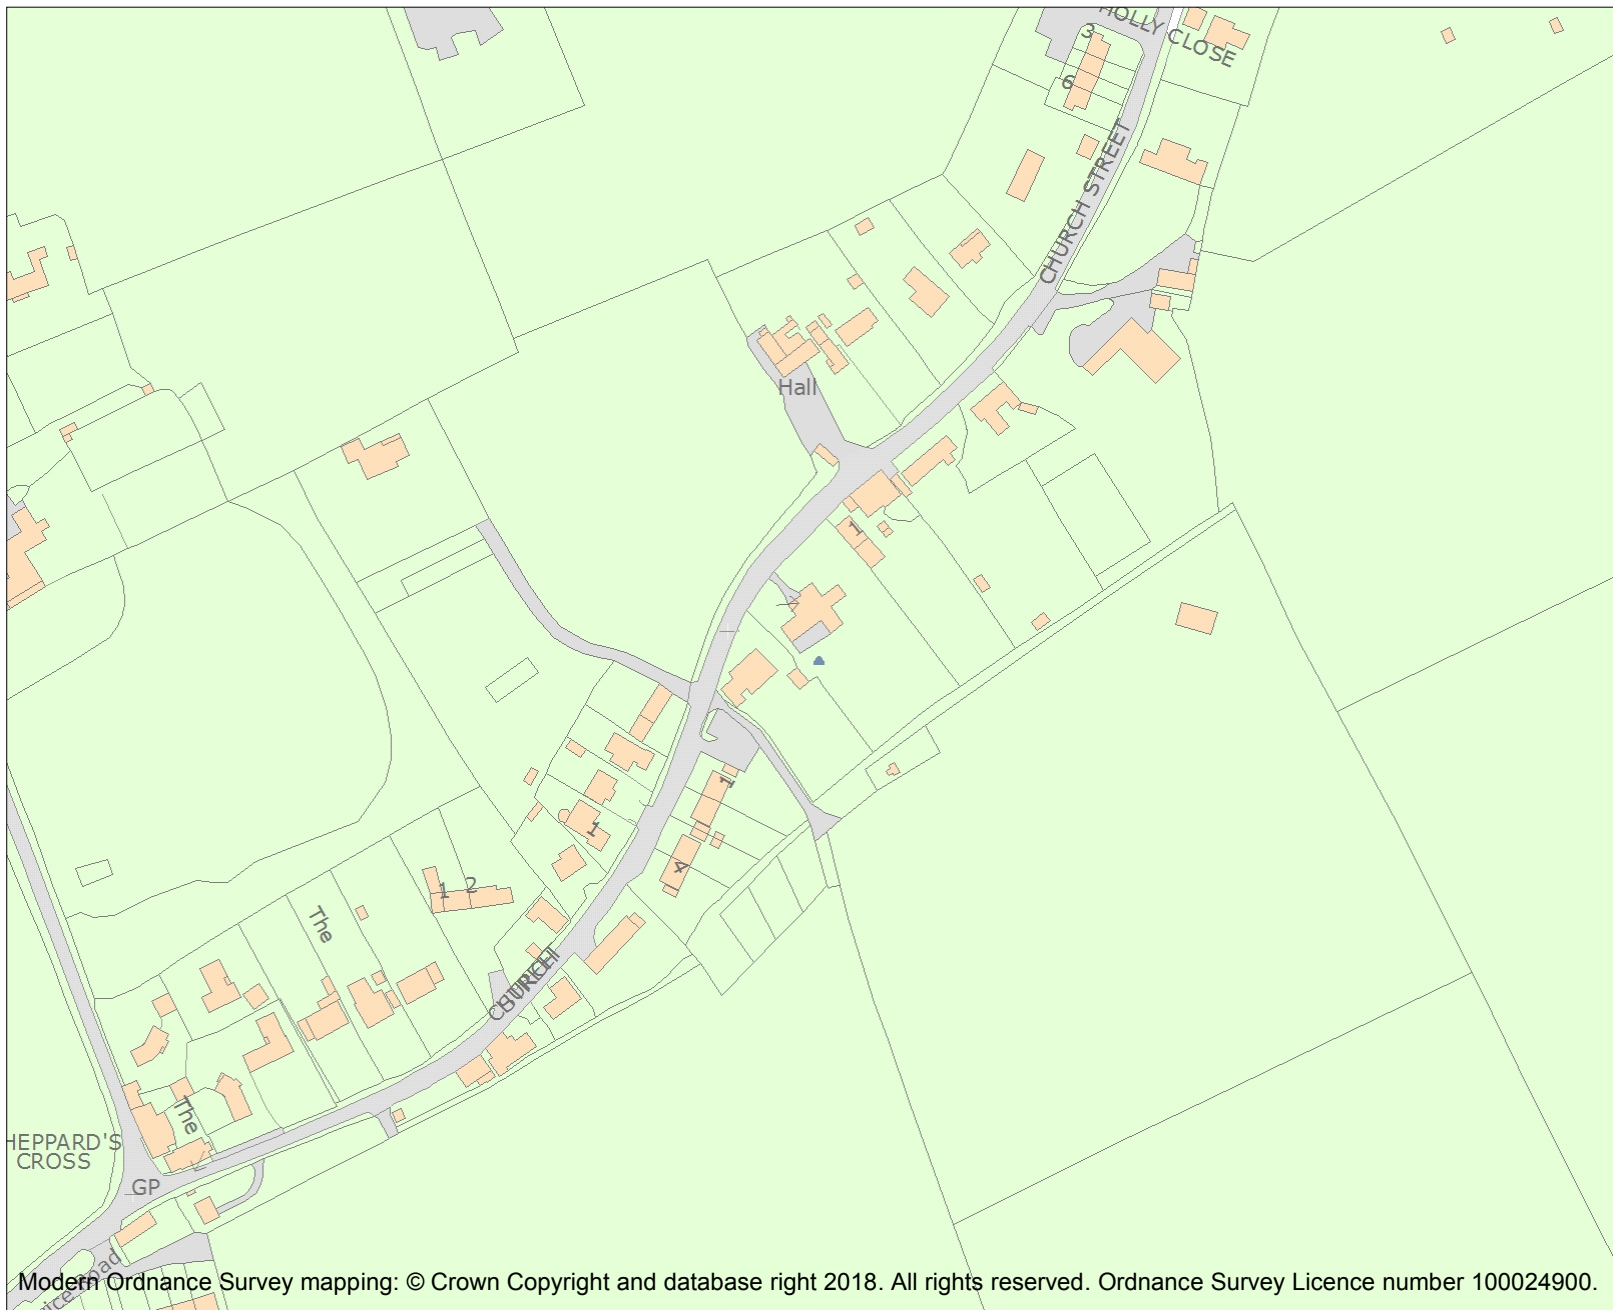 HOLLY CLOSE
3
6
CHURCH STREET
Hall
1
1
1
4
1 2
The
CHURCH
The
HEPPARD'S
CROSS
GP
Road
Modern Ordnance Survey mapping: © Crown Copyright and database right 2018. All rights reserved. Ordnance Survey Licence number 100024900.